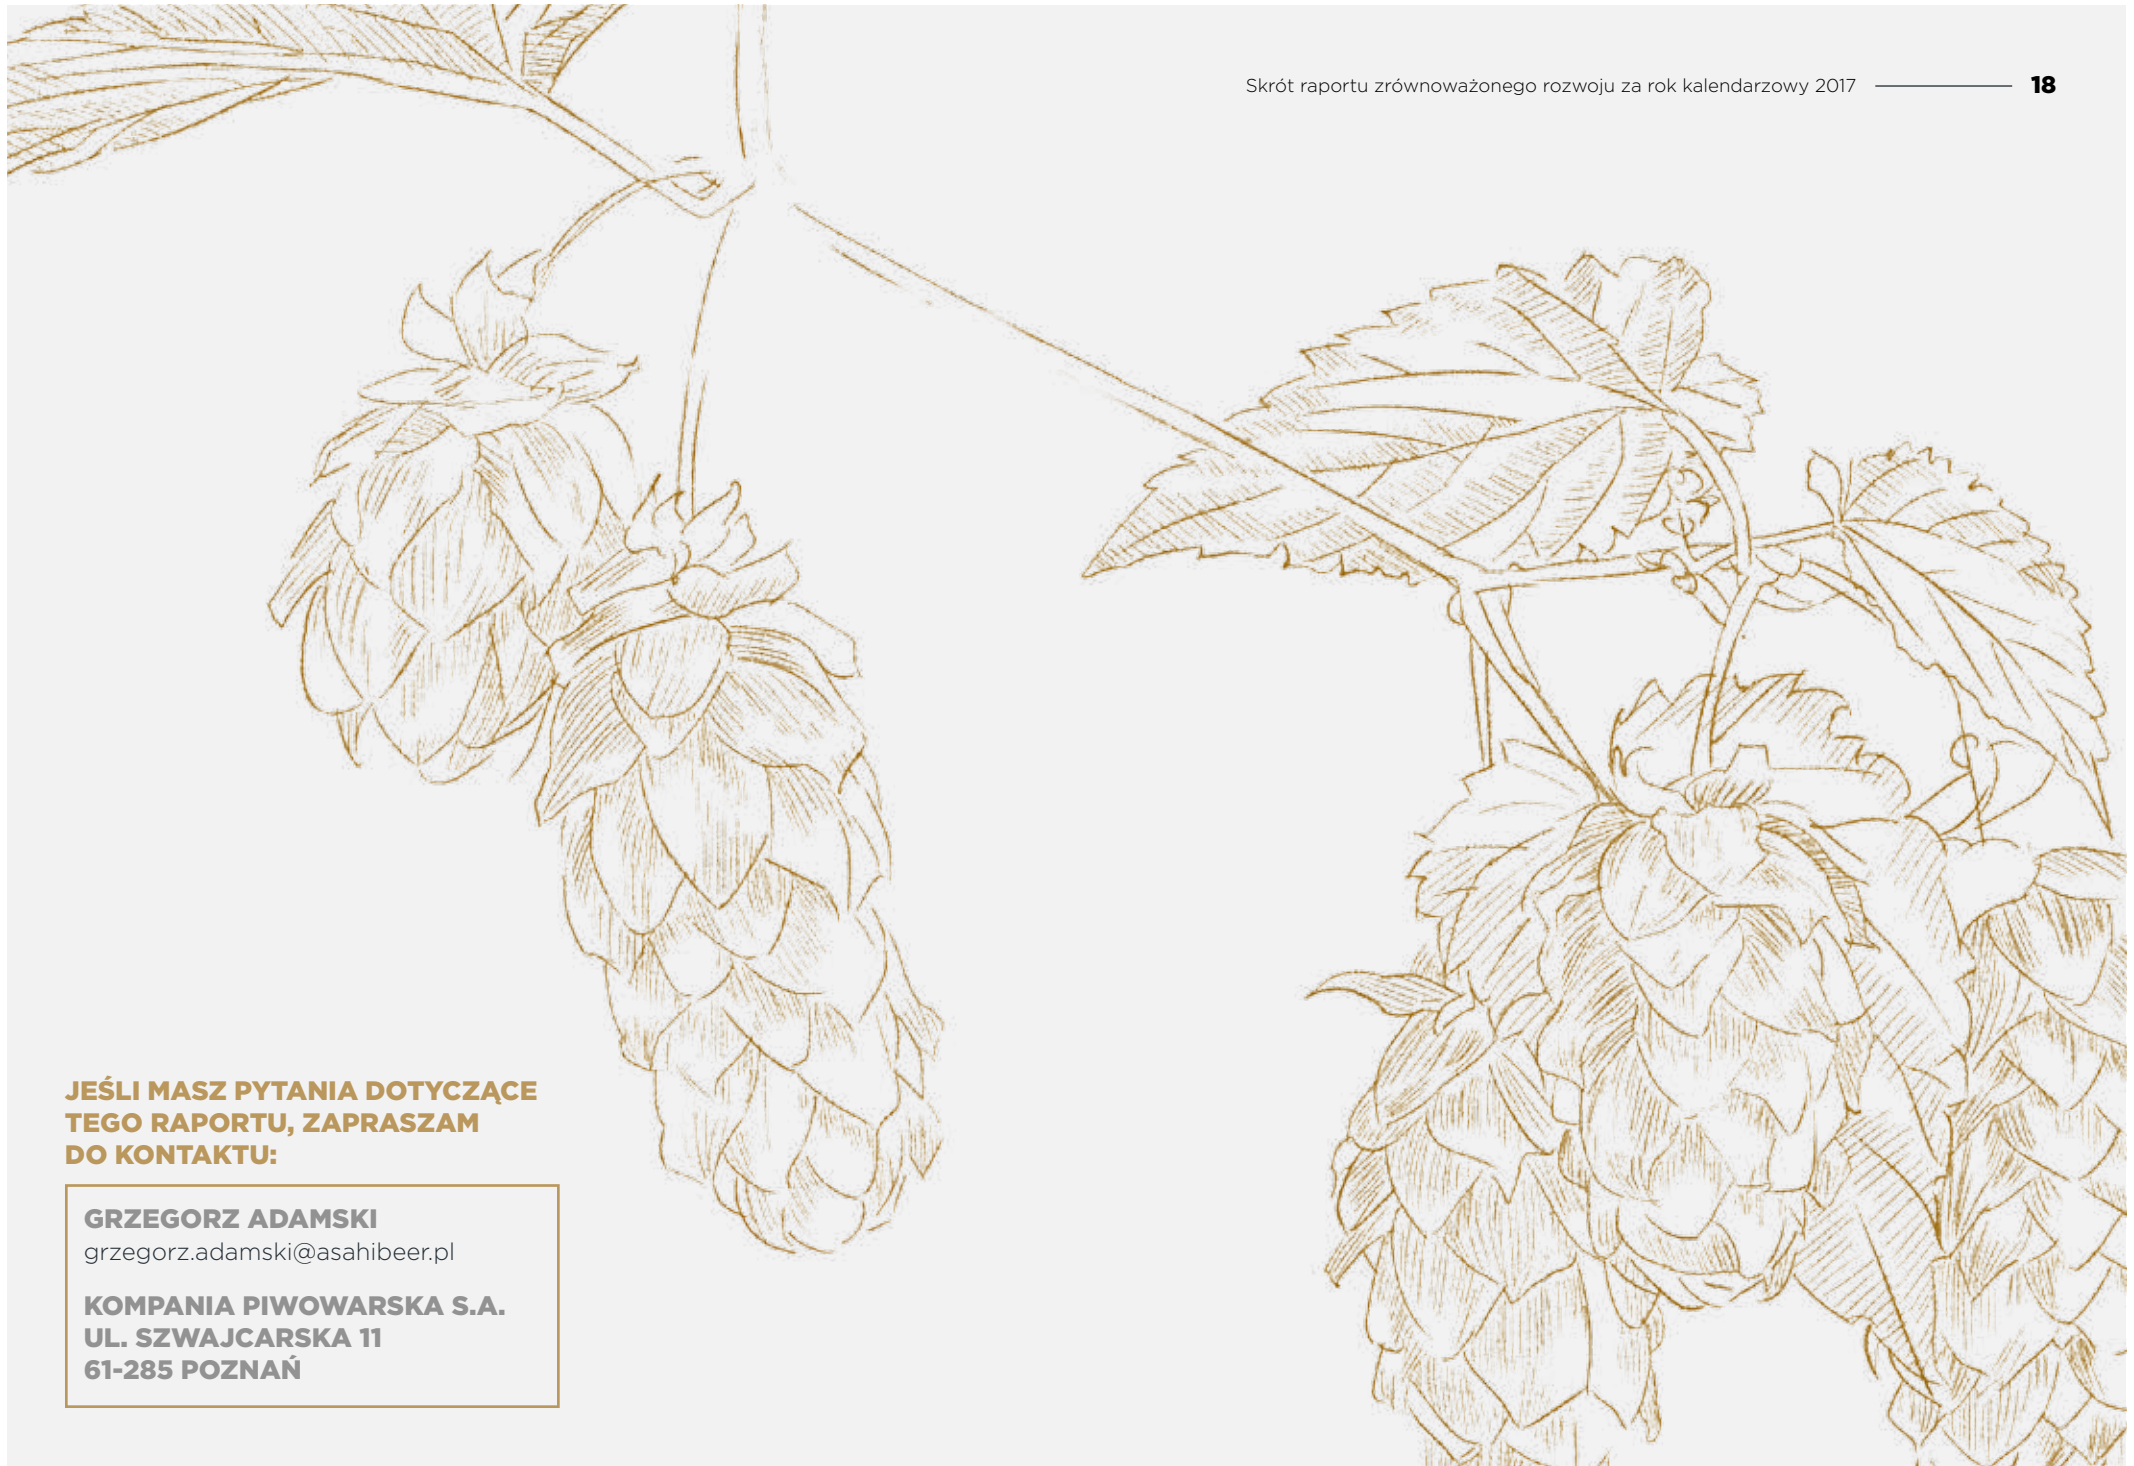 Skrót raportu zrównoważonego rozwoju za rok kalendarzowy 2017 18
JEŚLI MASZ PYTANIA DOTYCZĄCE
TEGO RAPORTU, ZAPRASZAM
DO KONTAKTU:
GRZEGORZ ADAMSKI
grzegorz.adamski@asahibeer.pl
KOMPANIA PIWOWARSKA S.A.
UL. SZWAJCARSKA 11
61-285 POZNAŃ